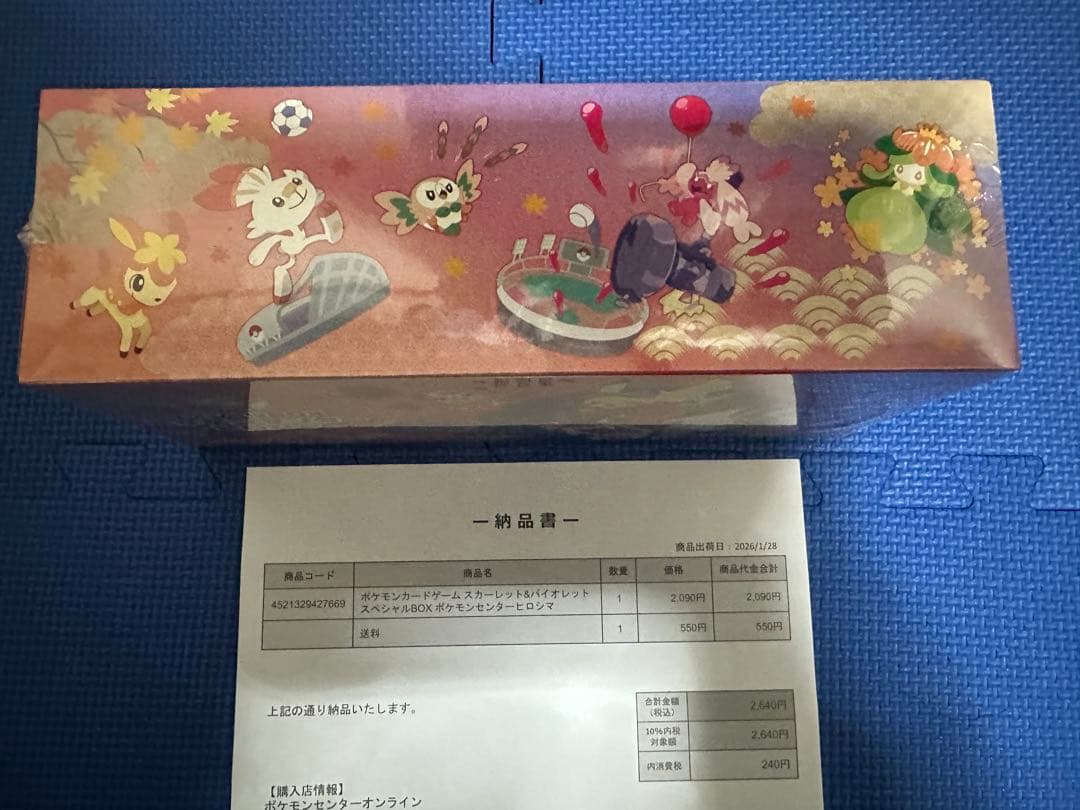 ー納品書ー
商品出荷日：2026/1/28
商品コード 商品名 数量 価格 商品代金合計
4521329427669 ポケモンカードゲーム スカーレット&バイオレット 1 2,090円 2,090円
スペシャルBOX ポケモンセンターヒロシマ
送料 1 550円 550円
上記の通り納品いたします。
合計金額 2,640円
(税込)
10%内税 2,640円
対象額
内消費税 240円
【購入店情報】
ポケモンセンターオンライン